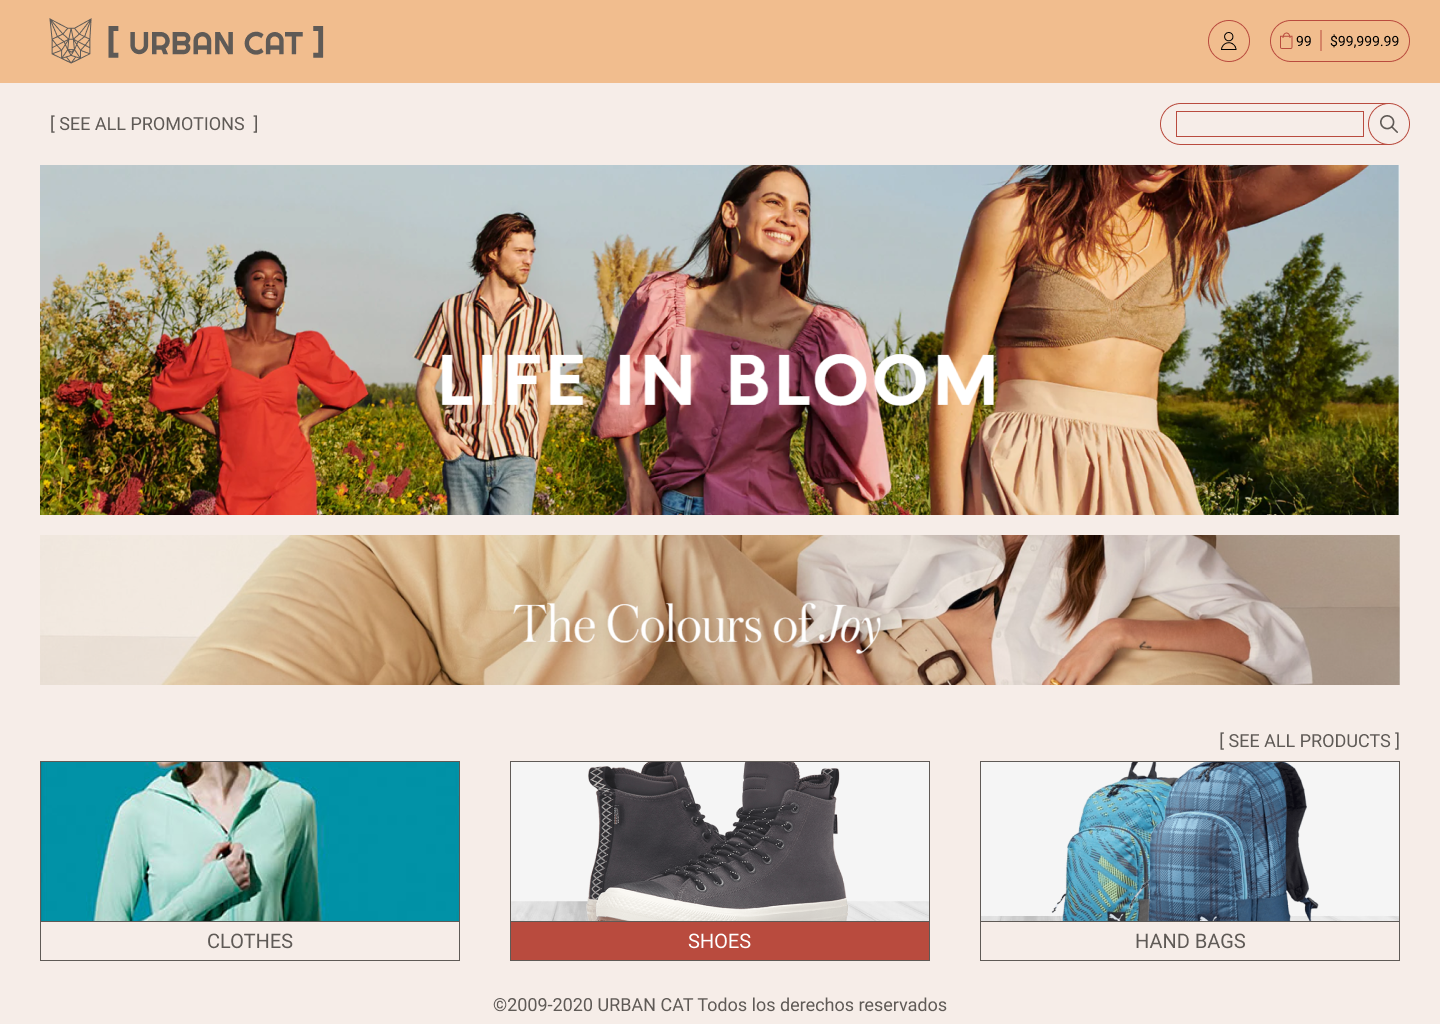 [ URBAN CAT ]
99 | $99,999.99
[ SEE ALL PROMOTIONS ]
LIFE IN BLOOM
The Colours of Joy
[ SEE ALL PRODUCTS ]
CLOTHES
SHOES
HAND BAGS
©2009-2020 URBAN CAT Todos los derechos reservados